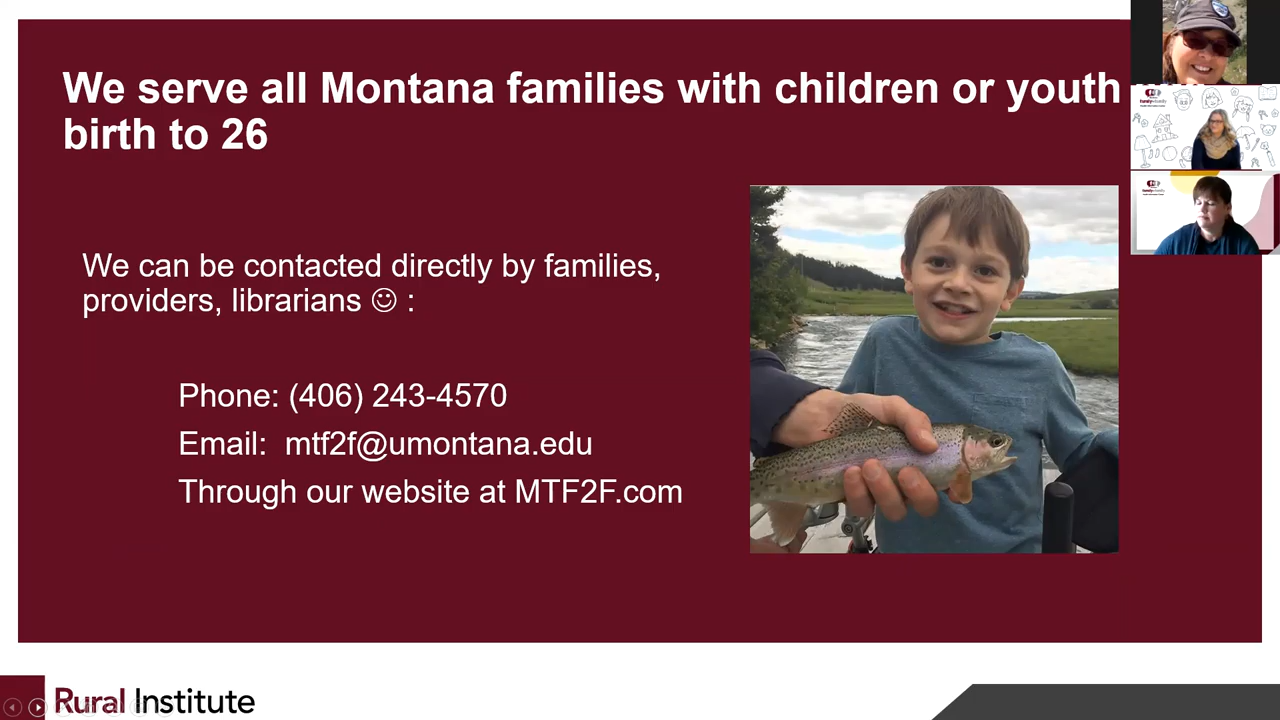 We serve all Montana families with children or youth
birth to 26
We can be contacted directly by families,
providers, librarians ☺ :
Phone: (406) 243-4570
Email: mtf2f@umontana.edu
Through our website at MTF2F.com
Rural Institute